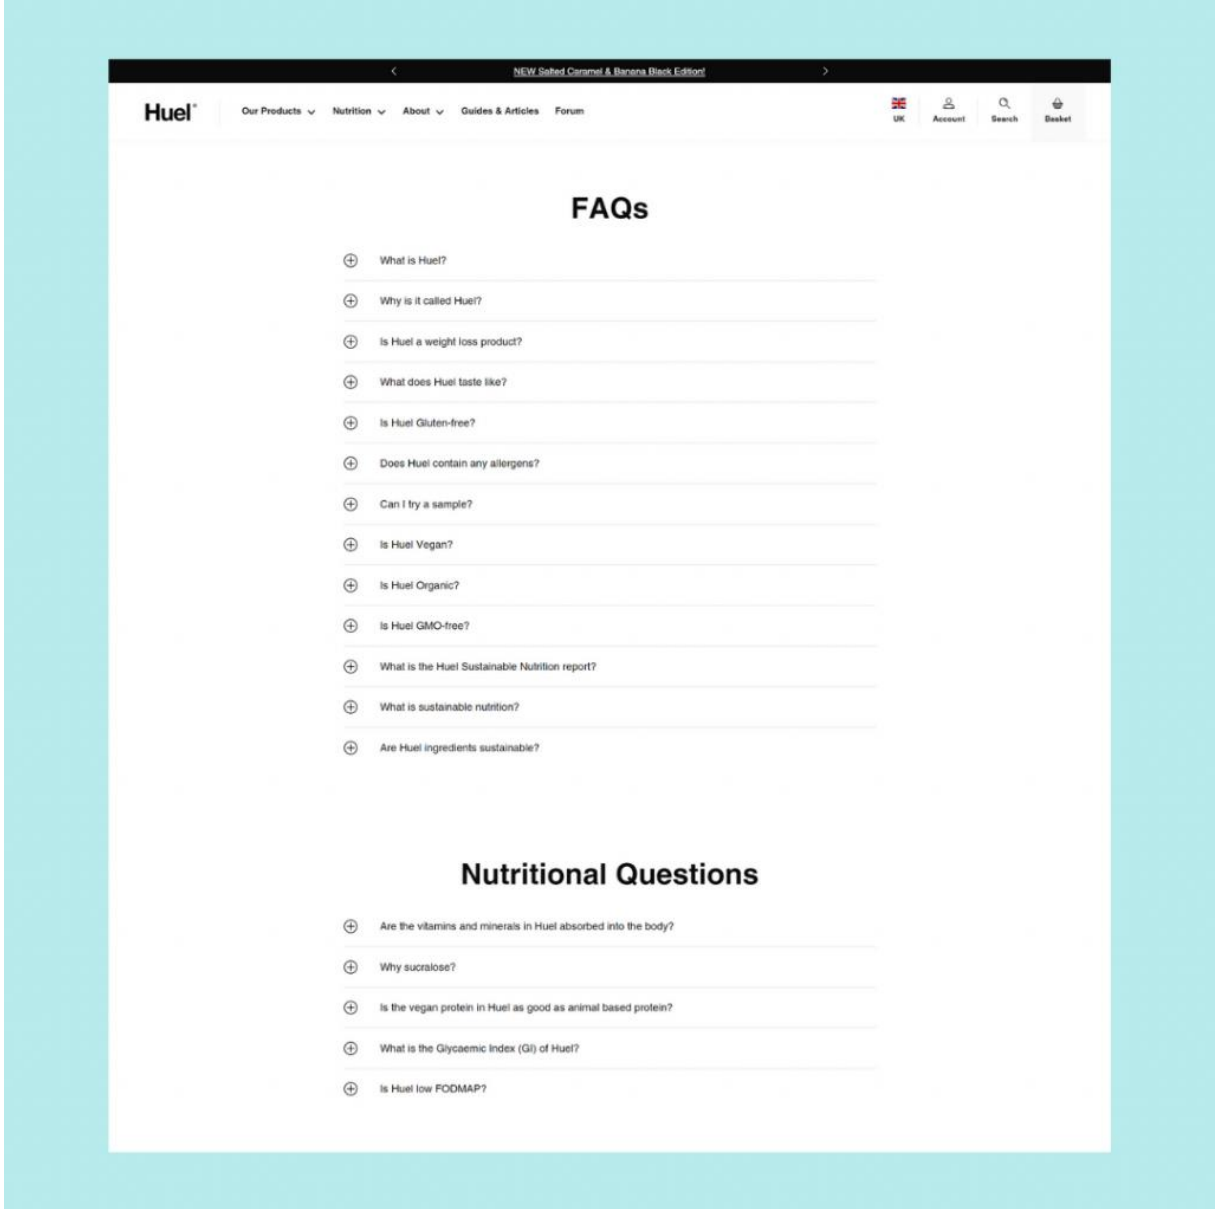 NEW Salted Caramel & Banana Black Edition!
Huel®
Our Products Nutrition About Guides & Articles Forum
UK Account Search Basket
FAQs
What is Huel?
Why is it called Huel?
Is Huel a weight loss product?
What does Huel taste like?
Is Huel Gluten-free?
Does Huel contain any allergens?
Can I try a sample?
Is Huel Vegan?
Is Huel Organic?
Is Huel GMO-free?
What is the Huel Sustainable Nutrition report?
What is sustainable nutrition?
Are Huel ingredients sustainable?
Nutritional Questions
Are the vitamins and minerals in Huel absorbed into the body?
Why sucralose?
Is the vegan protein in Huel as good as animal based protein?
What is the Glycaemic Index (GI) of Huel?
Is Huel low FODMAP?